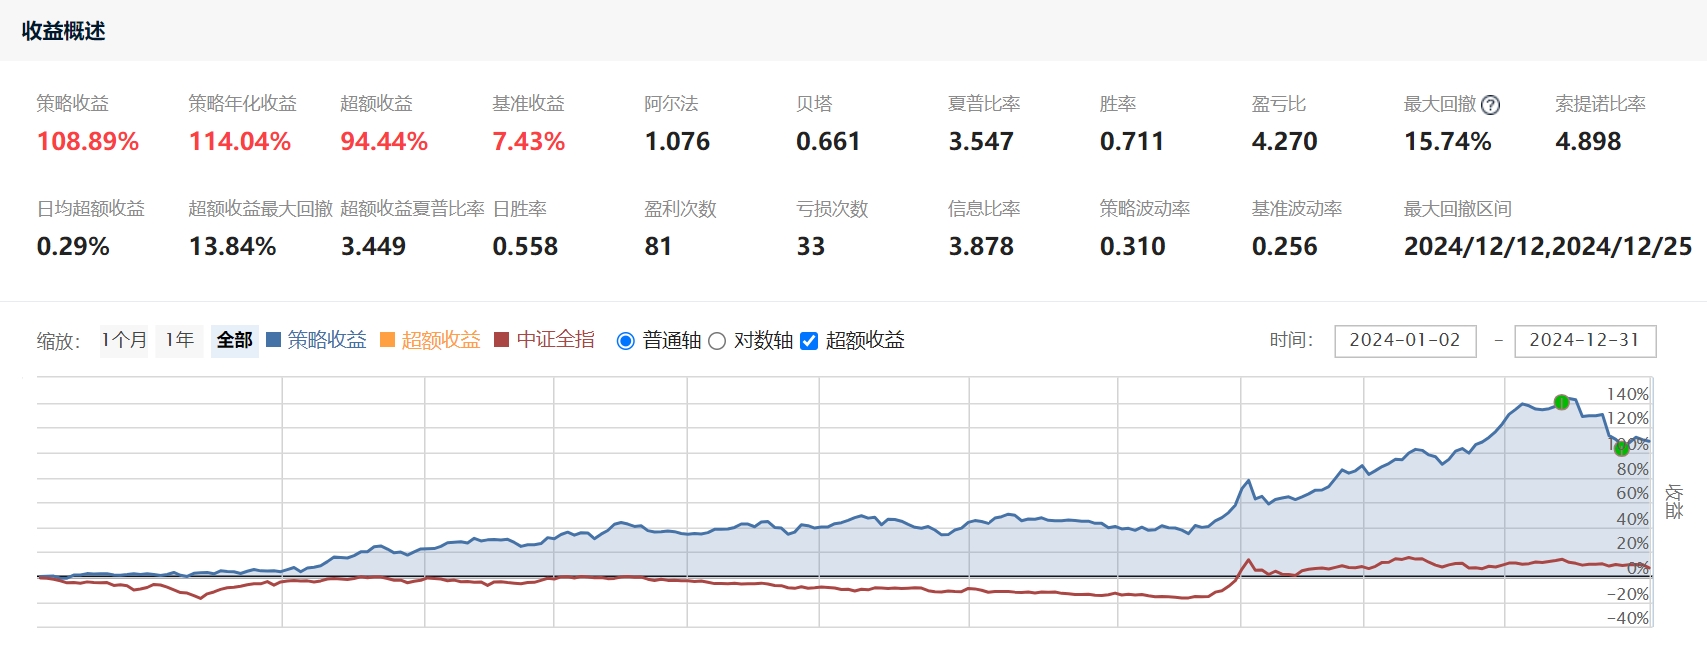 收益概述
策略收益 策略年化收益 超额收益 基准收益 阿尔法 贝塔 夏普比率 胜率 盈亏比 最大回撤 ? 索提诺比率
108.89% 114.04% 94.44% 7.43% 1.076 0.661 3.547 0.711 4.270 15.74% 4.898
日均超额收益 超额收益最大回撤 超额收益夏普比率 日胜率 盈利次数 亏损次数 信息比率 策略波动率 基准波动率 最大回撤区间
0.29% 13.84% 3.449 0.558 81 33 3.878 0.310 0.256 2024/12/12,2024/12/25
缩放: 1个月 1年 全部 策略收益 超额收益 中证全指 普通轴 对数轴 超额收益 时间: 2024-01-02 - 2024-12-31
140%
120%
100%
80%
60%
40%
20%
0%
-20%
-40%
收益